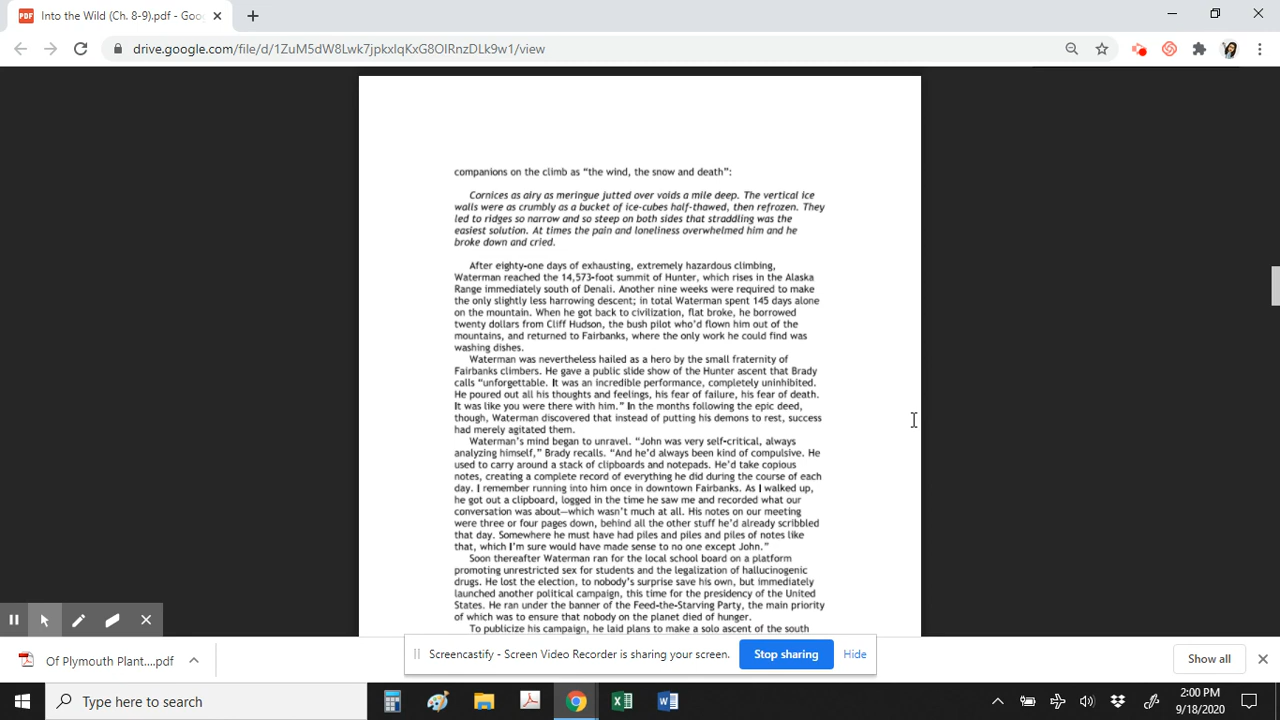 Into the Wild (Ch. 8-9).pdf - Goo
drive.google.com/file/d/1ZuM5dW8Lwk7jpkxlqKxG8OIRnzDLk9w1/view
companions on the climb as “the wind, the snow and death”:
Cornices as airy as meringue jutted over voids a mile deep. The vertical ice
walls were as crumbly as a bucket of ice-cubes half-thawed, then refrozen. They
led to ridges so narrow and so steep on both sides that straddling was the
easiest solution. At times the pain and loneliness overwhelmed him and he
broke down and cried.
After eighty-one days of exhausting, extremely hazardous climbing,
Waterman reached the 14,573-foot summit of Hunter, which rises in the Alaska
Range immediately south of Denali. Another nine weeks were required to make
the only slightly less harrowing descent; in total Waterman spent 145 days alone
on the mountain. When he got back to civilization, flat broke, he borrowed
twenty dollars from Cliff Hudson, the bush pilot who’d flown him out of the
mountains, and returned to Fairbanks, where the only work he could find was
washing dishes.
Waterman was nevertheless hailed as a hero by the small fraternity of
Fairbanks climbers. He gave a public slide show of the Hunter ascent that Brady
calls “unforgettable. It was an incredible performance, completely uninhibited.
He poured out all his thoughts and feelings, his fear of failure, his fear of death.
It was like you were there with him.” In the months following the epic deed,
though, Waterman discovered that instead of putting his demons to rest, success
had merely agitated them.
Waterman’s mind began to unravel. “John was very self-critical, always
analyzing himself,” Brady recalls. “And he’d always been kind of compulsive. He
used to carry around a stack of clipboards and notepads. He’d take copious
notes, creating a complete record of everything he did during the course of each
day. I remember running into him once in downtown Fairbanks. As I walked up,
he got out a clipboard, logged in the time he saw me and recorded what our
conversation was about—which wasn’t much at all. His notes on our meeting
were three or four pages down, behind all the other stuff he’d already scribbled
that day. Somewhere he must have had piles and piles and piles of notes like
that, which I’m sure would have made sense to no one except John.”
Soon thereafter Waterman ran for the local school board on a platform
promoting unrestricted sex for students and the legalization of hallucinogenic
drugs. He lost the election, to nobody’s surprise save his own, but immediately
launched another political campaign, this time for the presidency of the United
States. He ran under the banner of the Feed-the-Starving Party, the main priority
of which was to ensure that nobody on the planet died of hunger.
To publicize his campaign, he laid plans to make a solo ascent of the south
Screencastify - Screen Video Recorder is sharing your screen.
Stop sharing
Hide
Of Plymouth Plant....pdf
Show all
Type here to search
2:00 PM
9/18/2020